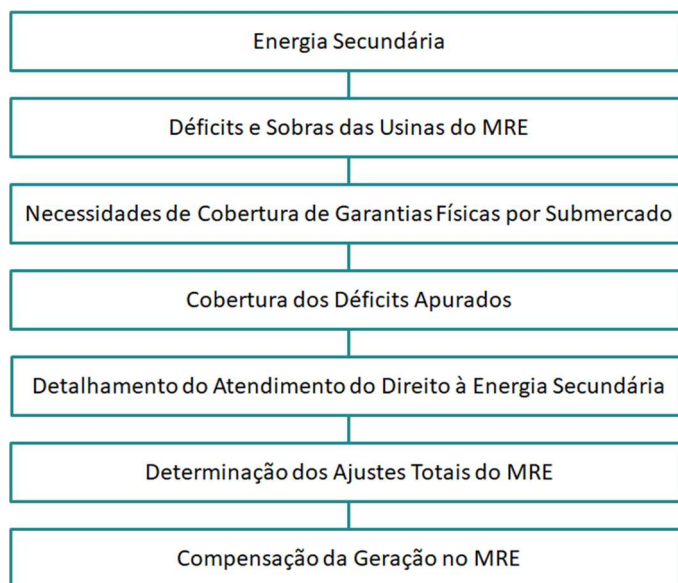 Energia Secundária
Déficits e Sobras das Usinas do MRE
Necessidades de Cobertura de Garantias Físicas por Submercado
Cobertura dos Déficits Apurados
Detalhamento do Atendimento do Direito à Energia Secundária
Determinação dos Ajustes Totais do MRE
Compensação da Geração no MRE